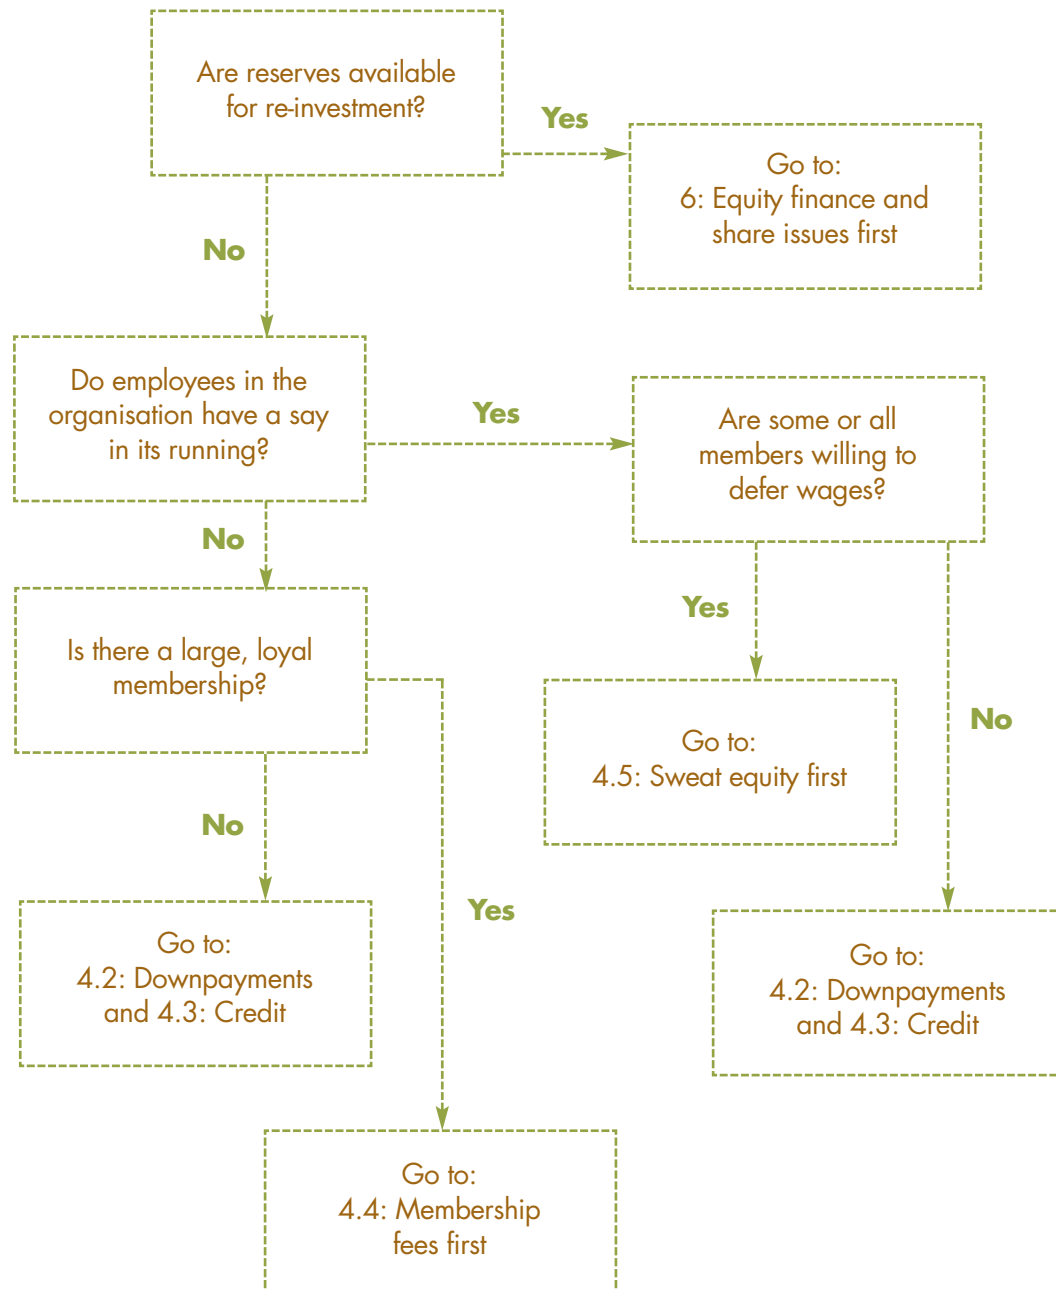 Are reserves available
for re-investment?
Yes
Go to:
6: Equity finance and
share issues first
No
Do employees in the
organisation have a say
in its running?
Yes
Are some or all
members willing to
defer wages?
No
Is there a large, loyal
membership?
Yes
Go to:
4.5: Sweat equity first
No
No
Go to:
4.2: Downpayments
and 4.3: Credit
Yes
Go to:
4.2: Downpayments
and 4.3: Credit
Go to:
4.4: Membership
fees first